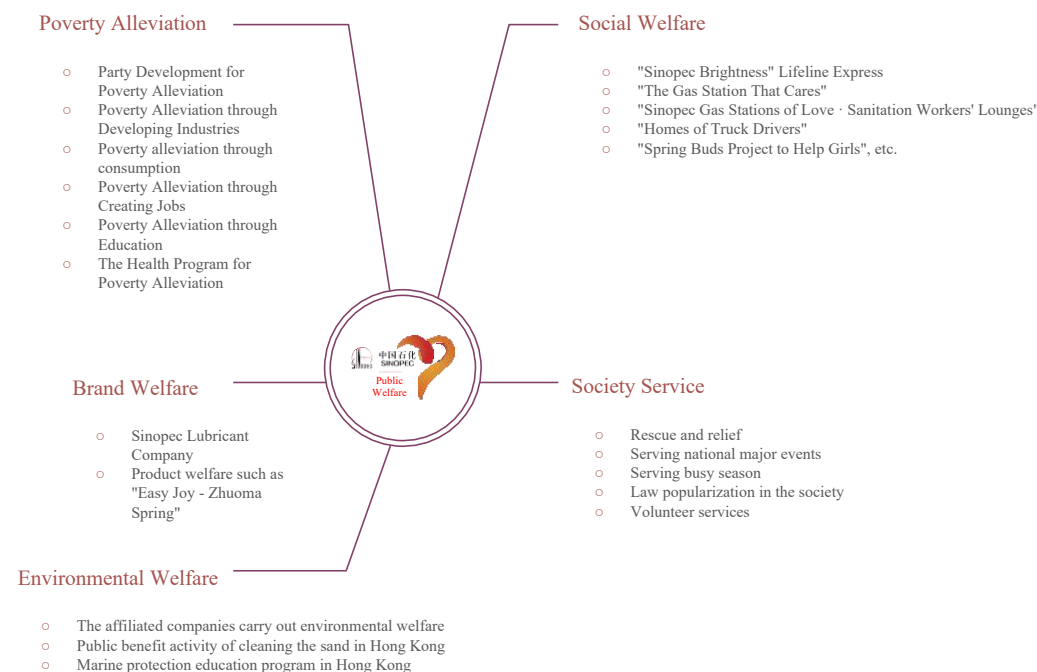 Poverty Alleviation
○ Party Development for
Poverty Alleviation
○ Poverty Alleviation through
Developing Industries
○ Poverty alleviation through
consumption
○ Poverty Alleviation through
Creating Jobs
○ Poverty Alleviation through
Education
○ The Health Program for
Poverty Alleviation
Social Welfare
○ "Sinopec Brightness" Lifeline Express
○ "The Gas Station That Cares"
○ "Sinopec Gas Stations of Love · Sanitation Workers' Lounges'
○ "Homes of Truck Drivers"
○ "Spring Buds Project to Help Girls", etc.
中国石化
SINOPEC
Public
Welfare
Brand Welfare
○ Sinopec Lubricant
Company
○ Product welfare such as
"Easy Joy - Zhuoma
Spring"
Society Service
○ Rescue and relief
○ Serving national major events
○ Serving busy season
○ Law popularization in the society
○ Volunteer services
Environmental Welfare
○ The affiliated companies carry out environmental welfare
○ Public benefit activity of cleaning the sand in Hong Kong
○ Marine protection education program in Hong Kong